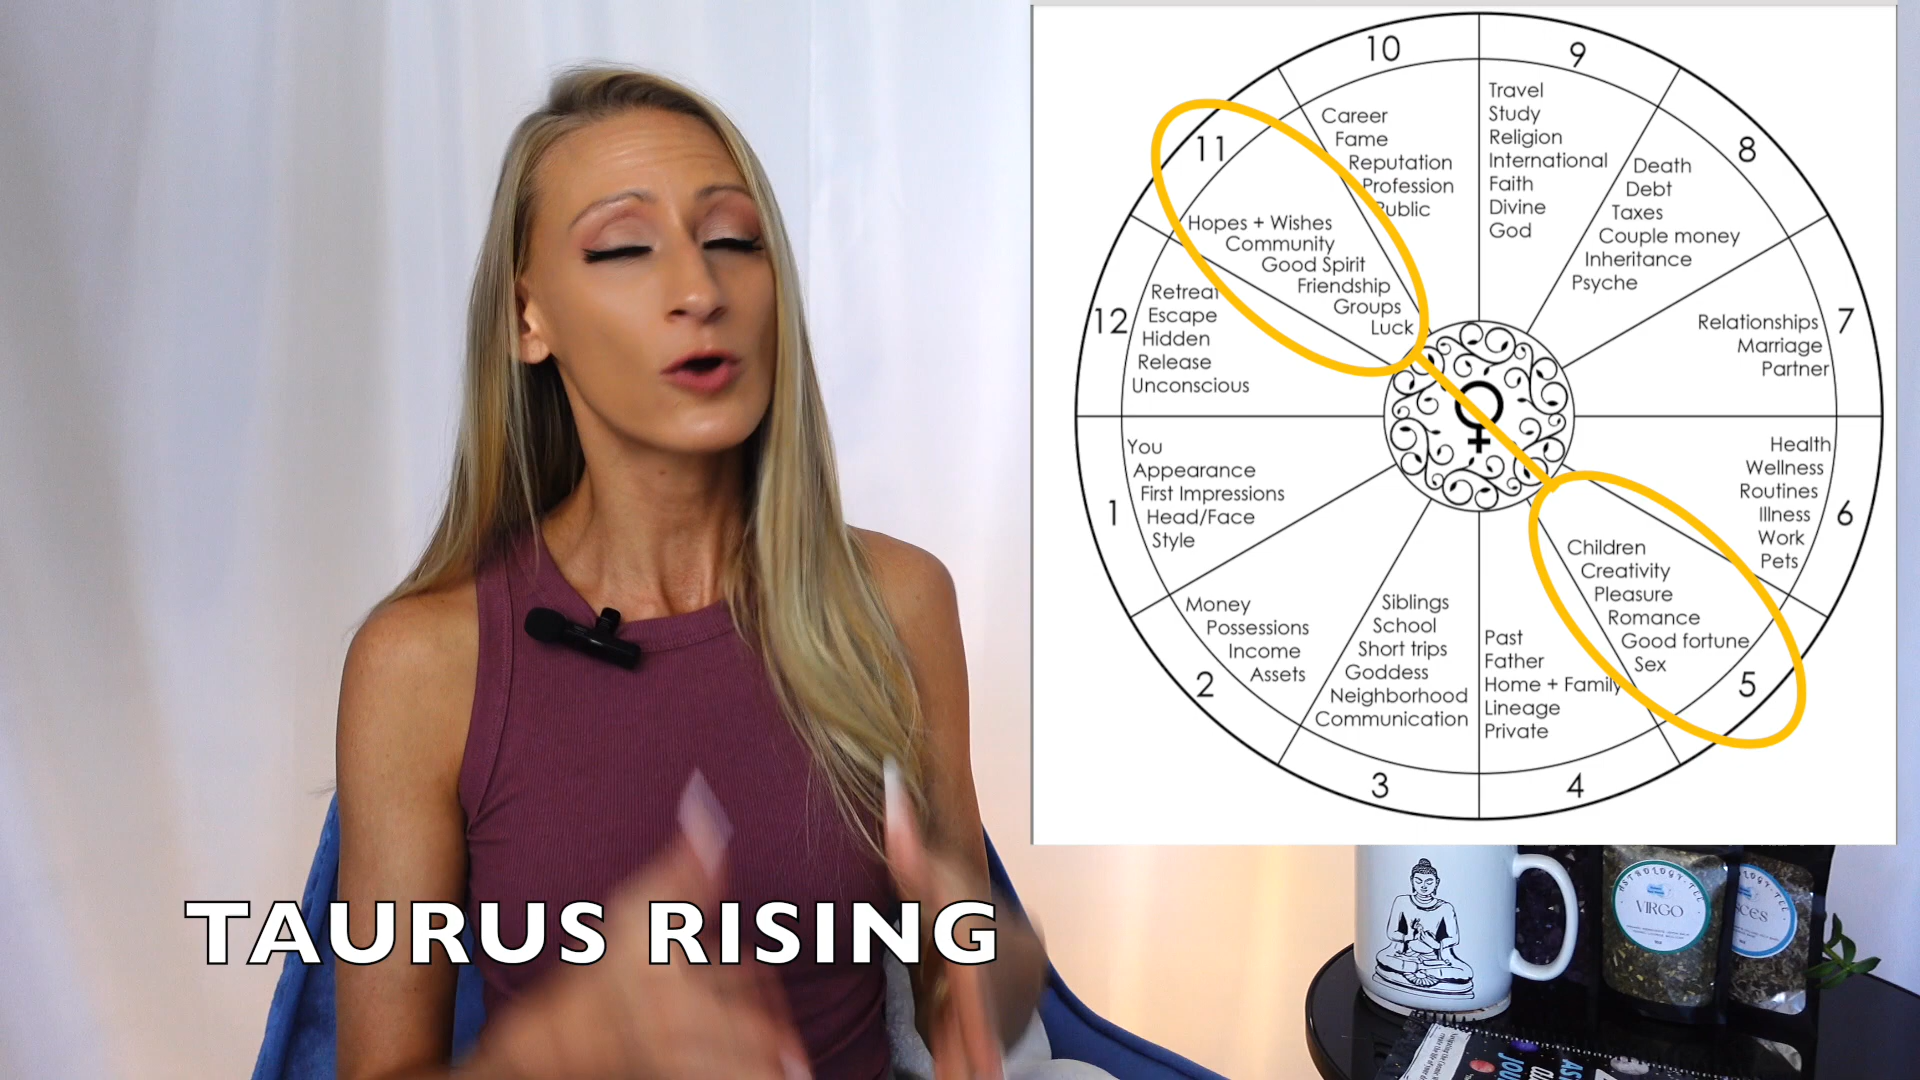 10
9
11
8
12
7
1
6
2
5
3
4
Career
Fame
Reputation
Profession
Public
Travel
Study
Religion
International
Faith
Divine
God
Death
Debt
Taxes
Couple money
Inheritance
Psyche
Hopes + Wishes
Community
Good Spirit
Friendship
Groups
Luck
Retreat
Escape
Hidden
Release
Unconscious
Relationships
Marriage
Partner
You
Appearance
First Impressions
Head/Face
Style
Health
Wellness
Routines
Illness
Work
Pets
Money
Possessions
Income
Assets
Siblings
School
Short trips
Goddess
Neighborhood
Communication
Past
Father
Home + Family
Lineage
Private
Children
Creativity
Pleasure
Romance
Good fortune
Sex
TAURUS RISING
VIRGO